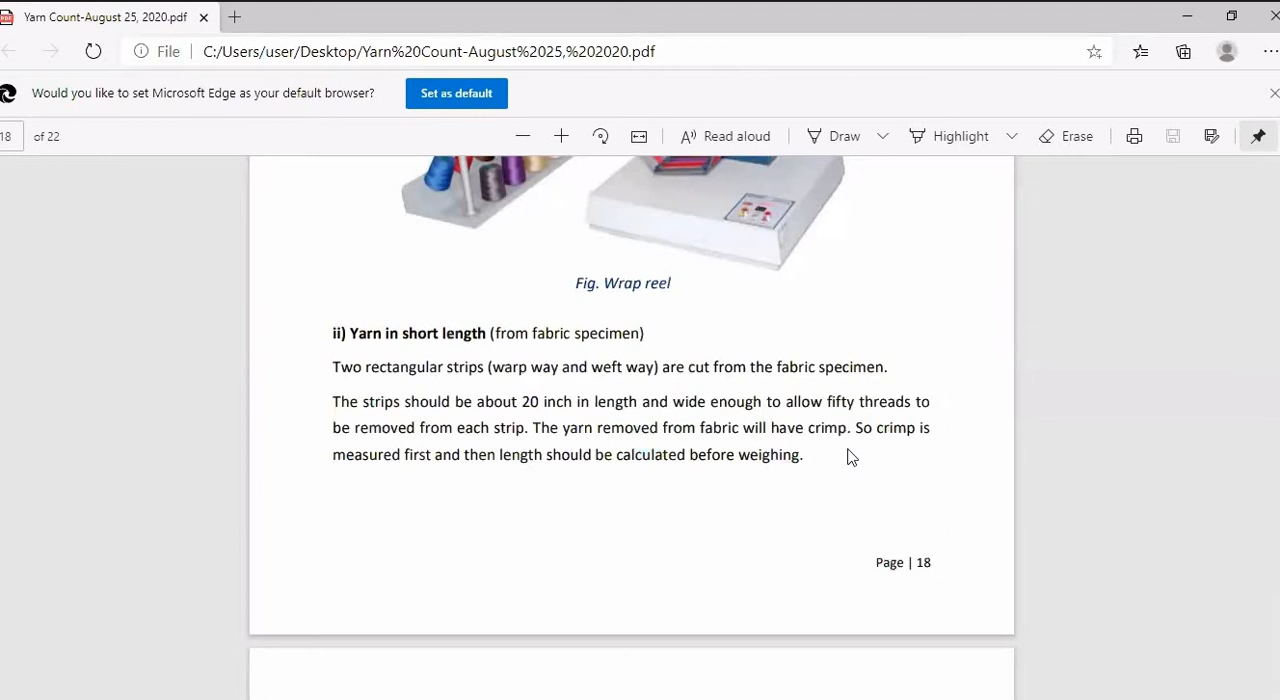 Yarn Count-August 25, 2020.pdf
File C:/Users/user/Desktop/Yarn%20Count-August%2025,%202020.pdf
Would you like to set Microsoft Edge as your default browser? Set as default
18 of 22 Read aloud Draw Highlight Erase
Fig. Wrap reel
ii) Yarn in short length (from fabric specimen)
Two rectangular strips (warp way and weft way) are cut from the fabric specimen.
The strips should be about 20 inch in length and wide enough to allow fifty threads to
be removed from each strip. The yarn removed from fabric will have crimp. So crimp is
measured first and then length should be calculated before weighing.
Page | 18